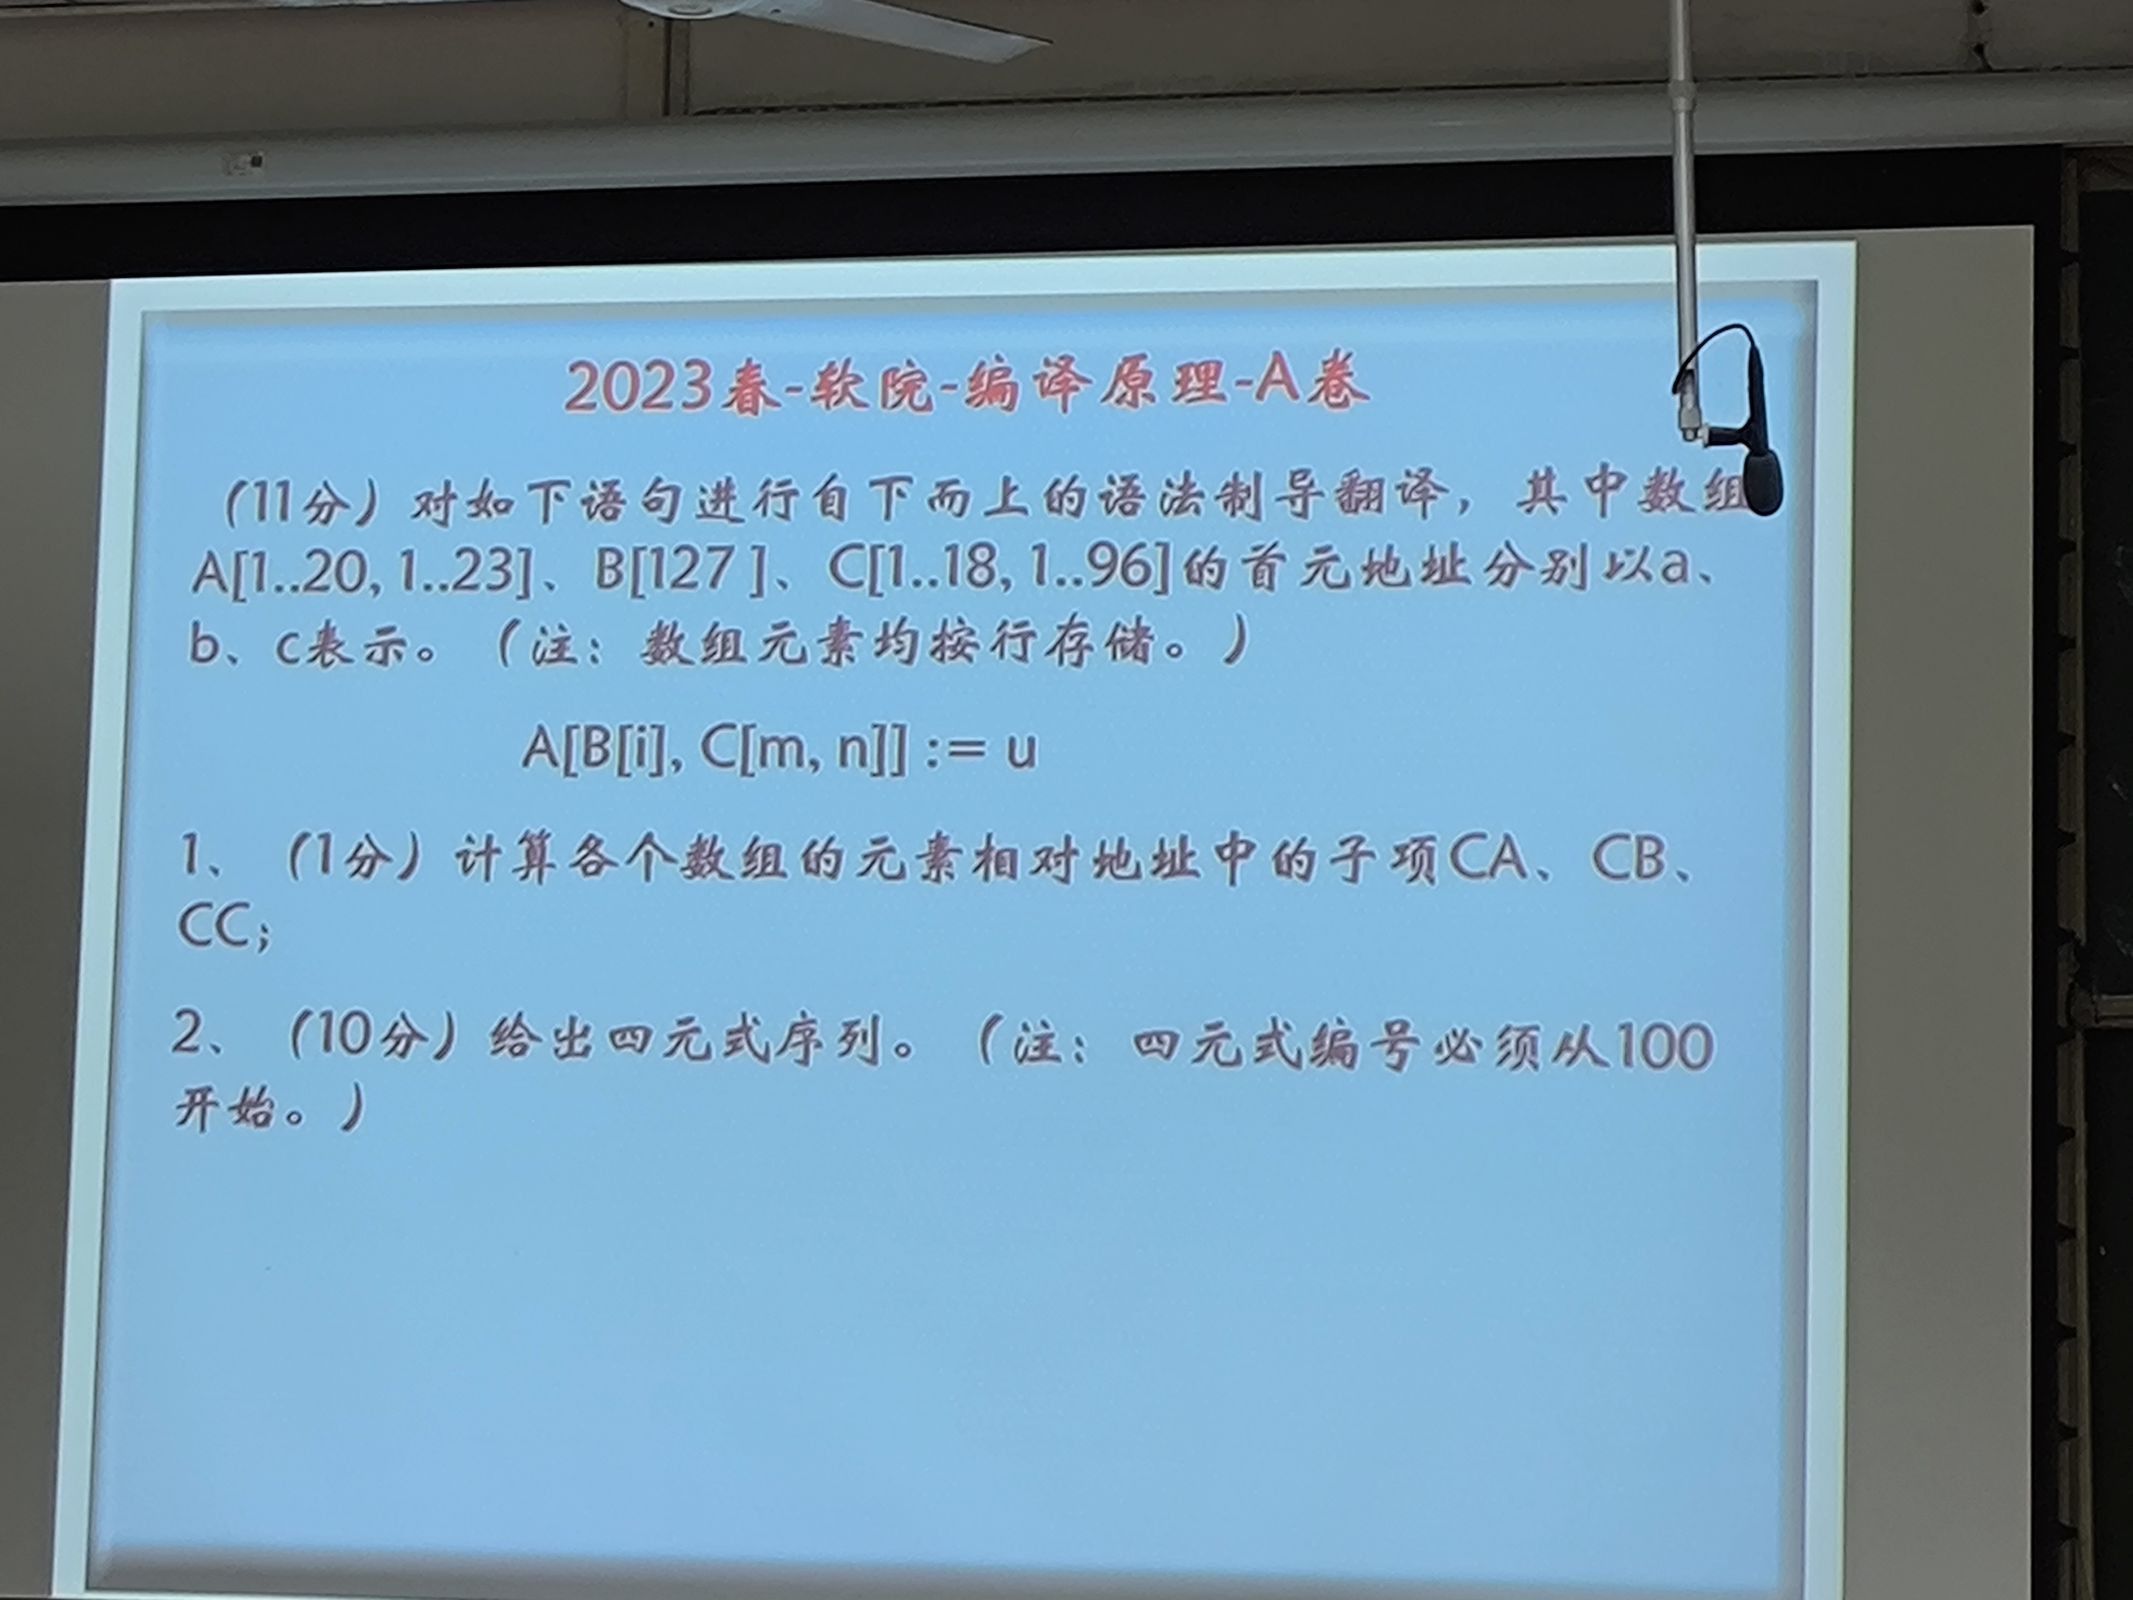 2023春-软院-编译原理-A卷
（11分）对如下语句进行自下而上的语法制导翻译，其中数组
A[1..20, 1..23]、B[127 ]、C[1..18, 1..96]的首元地址分别以a、
b、c表示。（注：数组元素均按行存储。）
A[B[i], C[m, n]] := u
1、（1分）计算各个数组的元素相对地址中的子项CA、CB、
CC；
2、（10分）给出四元式序列。（注：四元式编号必须从100
开始。）